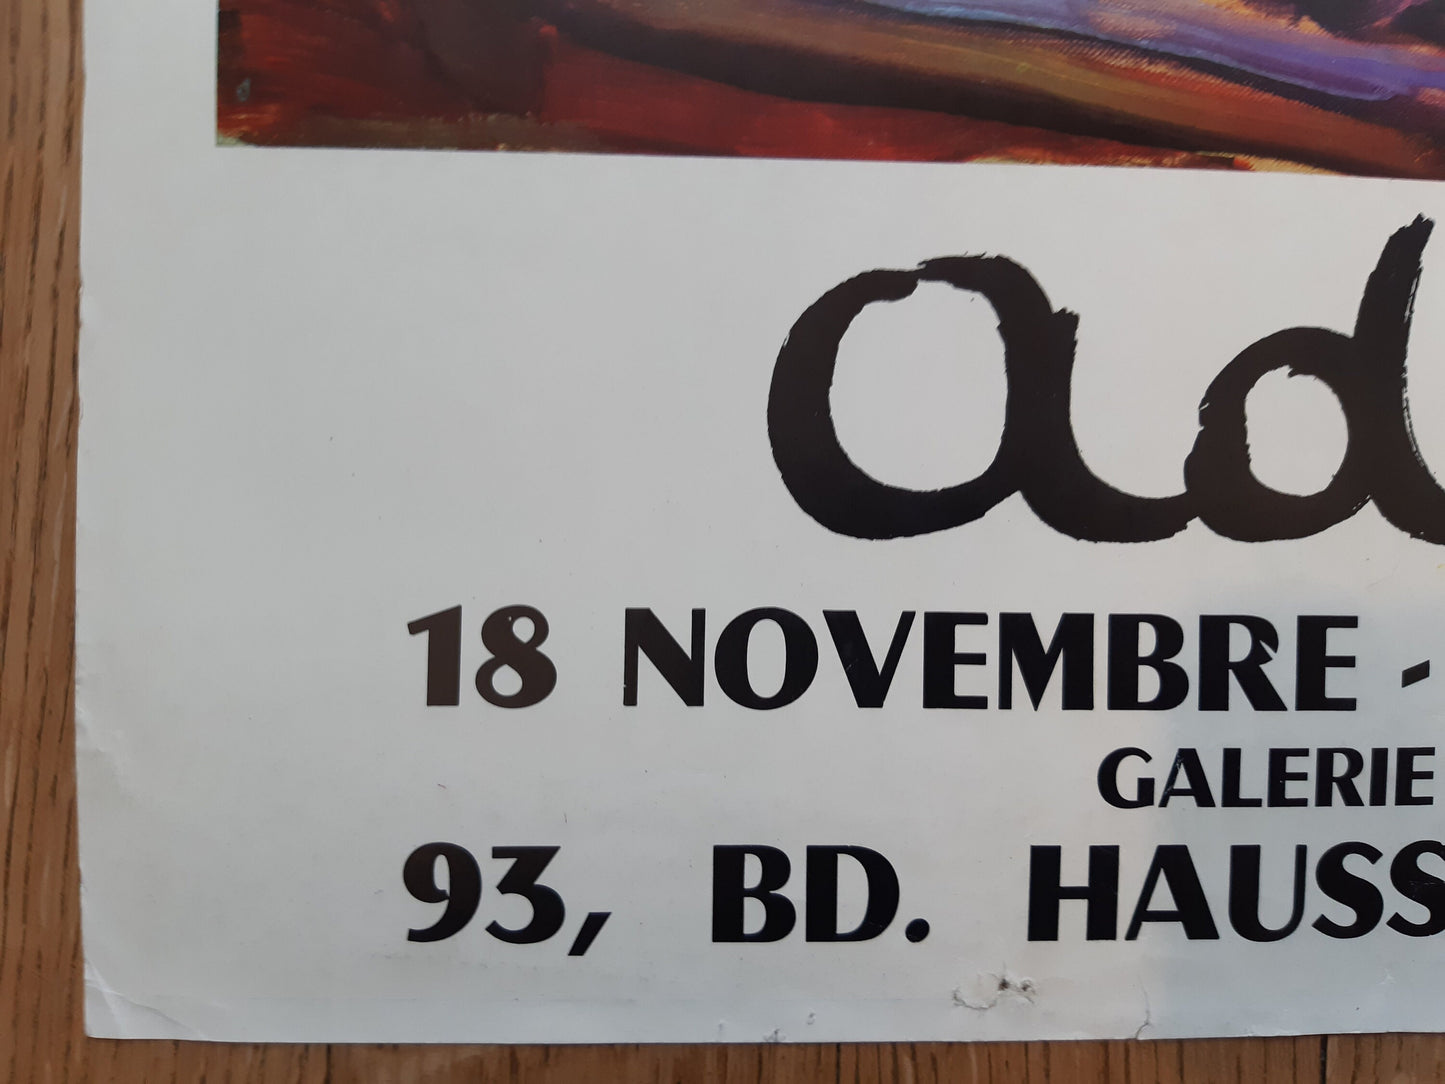 ad
18 NOVEMBRE -
GALERIE
93, BD. HAUSS